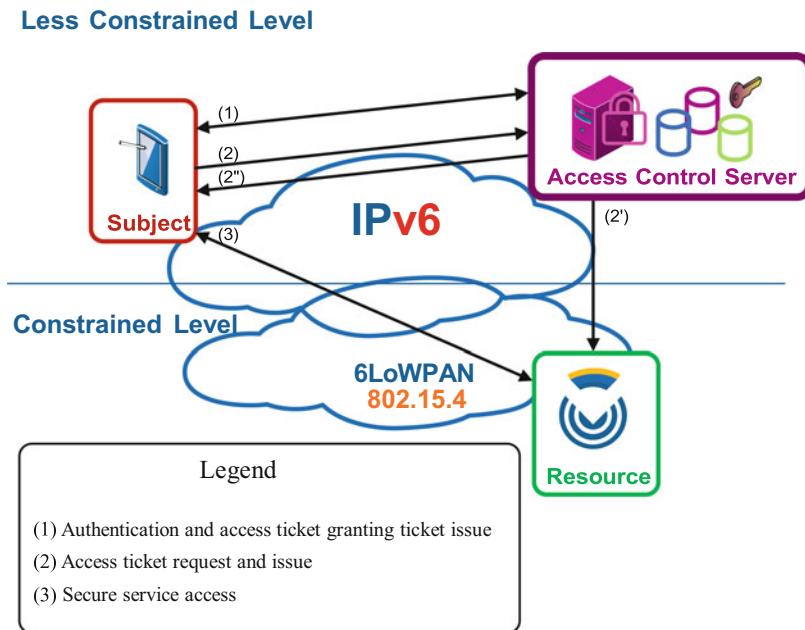 Less Constrained Level
(1)
(2)
(2")
Subject
Access Control Server
IPv6
(2')
(3)
Constrained Level
6LoWPAN
802.15.4
Resource
Legend
(1) Authentication and access ticket granting ticket issue
(2) Access ticket request and issue
(3) Secure service access